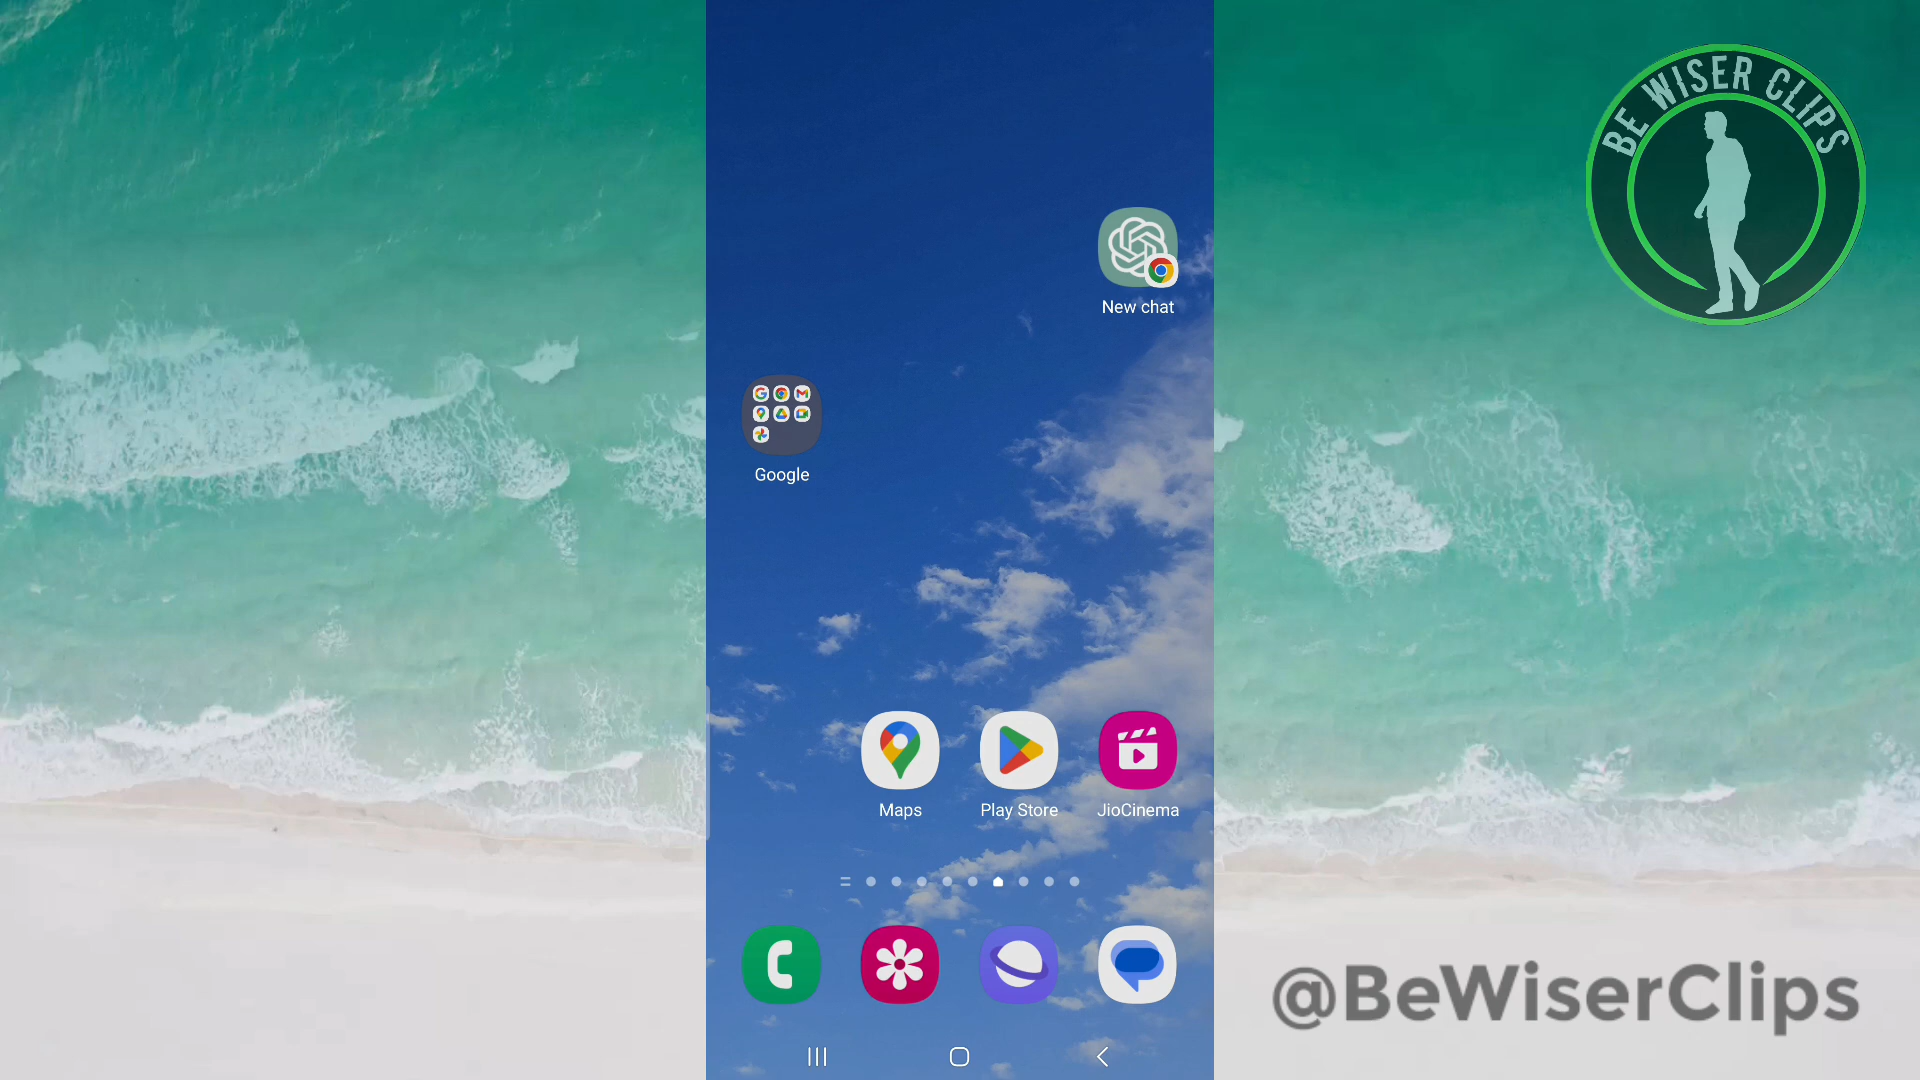 BE WISER CLIPS
New chat
Google
Maps
Play Store
JioCinema
@BeWiserClips